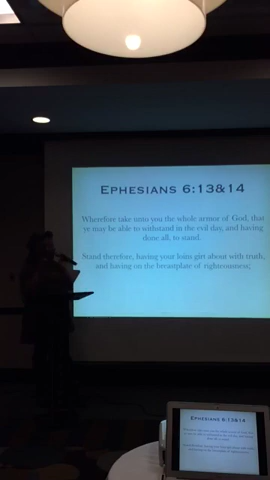 EPHESIANS 6:13&14
Wherefore take unto you the whole armor of God, that
ye may be able to withstand in the evil day, and having
done all, to stand.
Stand therefore, having your loins girt about with truth,
and having on the breastplate of righteousness;
EPHESIANS 6:13&14